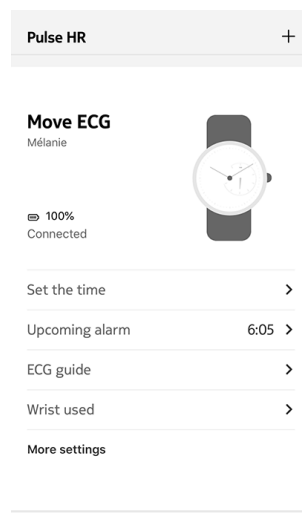 Pulse HR
Move ECG
Mélanie
100%
Connected
Set the time
Upcoming alarm 6:05
ECG guide
Wrist used
More settings